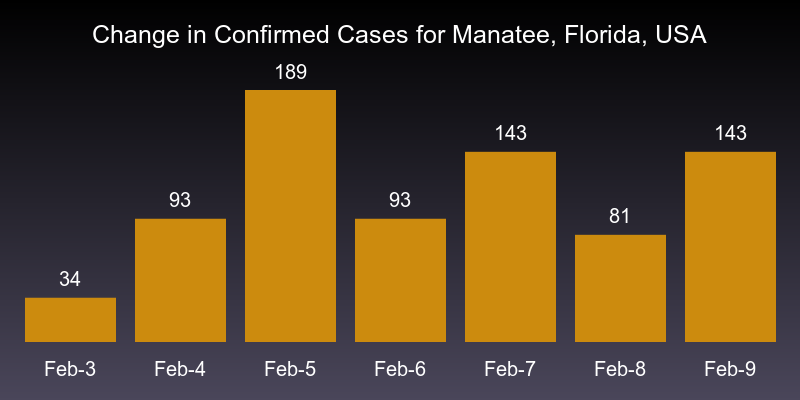 Change in Confirmed Cases for Manatee, Florida, USA
34
93
189
93
143
81
143
Feb-3
Feb-4
Feb-5
Feb-6
Feb-7
Feb-8
Feb-9